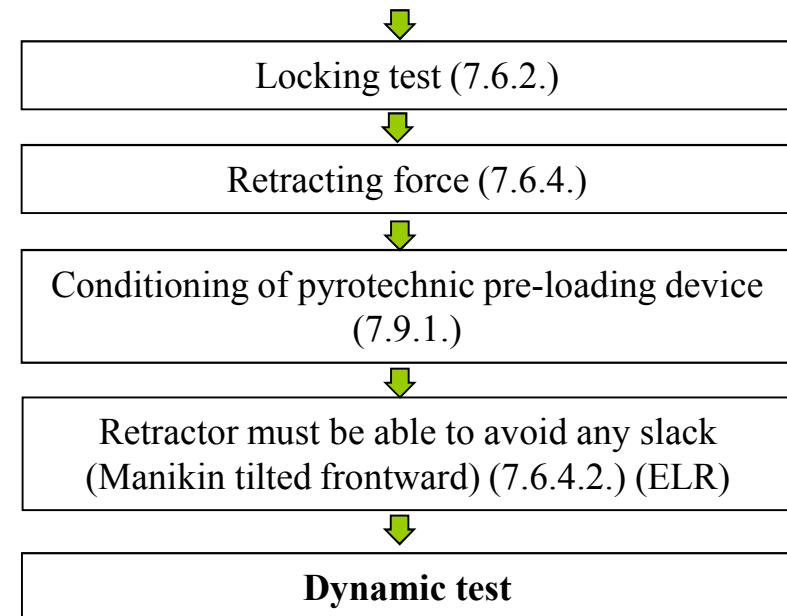 Locking test (7.6.2.)
Retracting force (7.6.4.)
Conditioning of pyrotechnic pre-loading device
(7.9.1.)
Retractor must be able to avoid any slack
(Manikin tilted frontward) (7.6.4.2.) (ELR)
Dynamic test